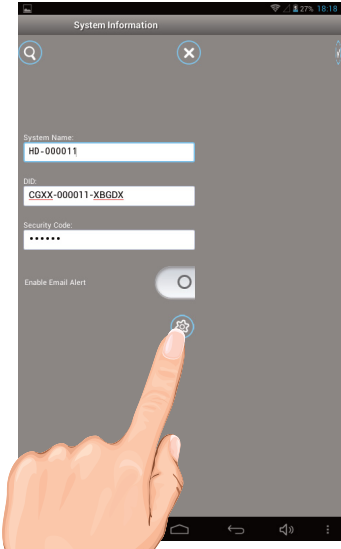 27% 18:18
System Information
System Name:
HD-000011
DID:
CGXX-000011-XBGDX
Security Code:
••••••
Enable Email Alert